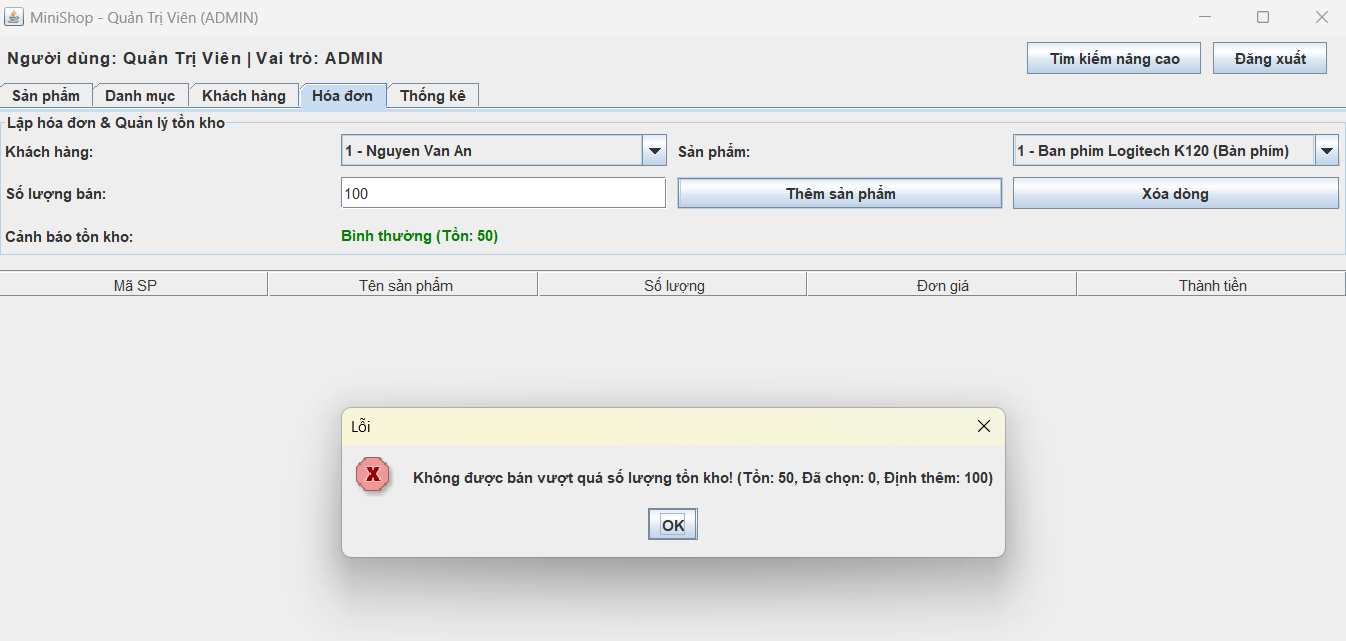 MiniShop - Quản Trị Viên (ADMIN)
Người dùng: Quản Trị Viên | Vai trò: ADMIN
Tìm kiếm nâng cao
Đăng xuất
Sản phẩm
Danh mục
Khách hàng
Hóa đơn
Thống kê
Lập hóa đơn & Quản lý tồn kho
Khách hàng:
1 - Nguyen Van An
Sản phẩm:
1 - Ban phim Logitech K120 (Bàn phím)
Số lượng bán:
100
Thêm sản phẩm
Xóa dòng
Cảnh báo tồn kho:
Bình thường (Tồn: 50)
Mã SP
Tên sản phẩm
Số lượng
Đơn giá
Thành tiền
Lỗi
X
Không được bán vượt quá số lượng tồn kho! (Tồn: 50, Đã chọn: 0, Định thêm: 100)
OK